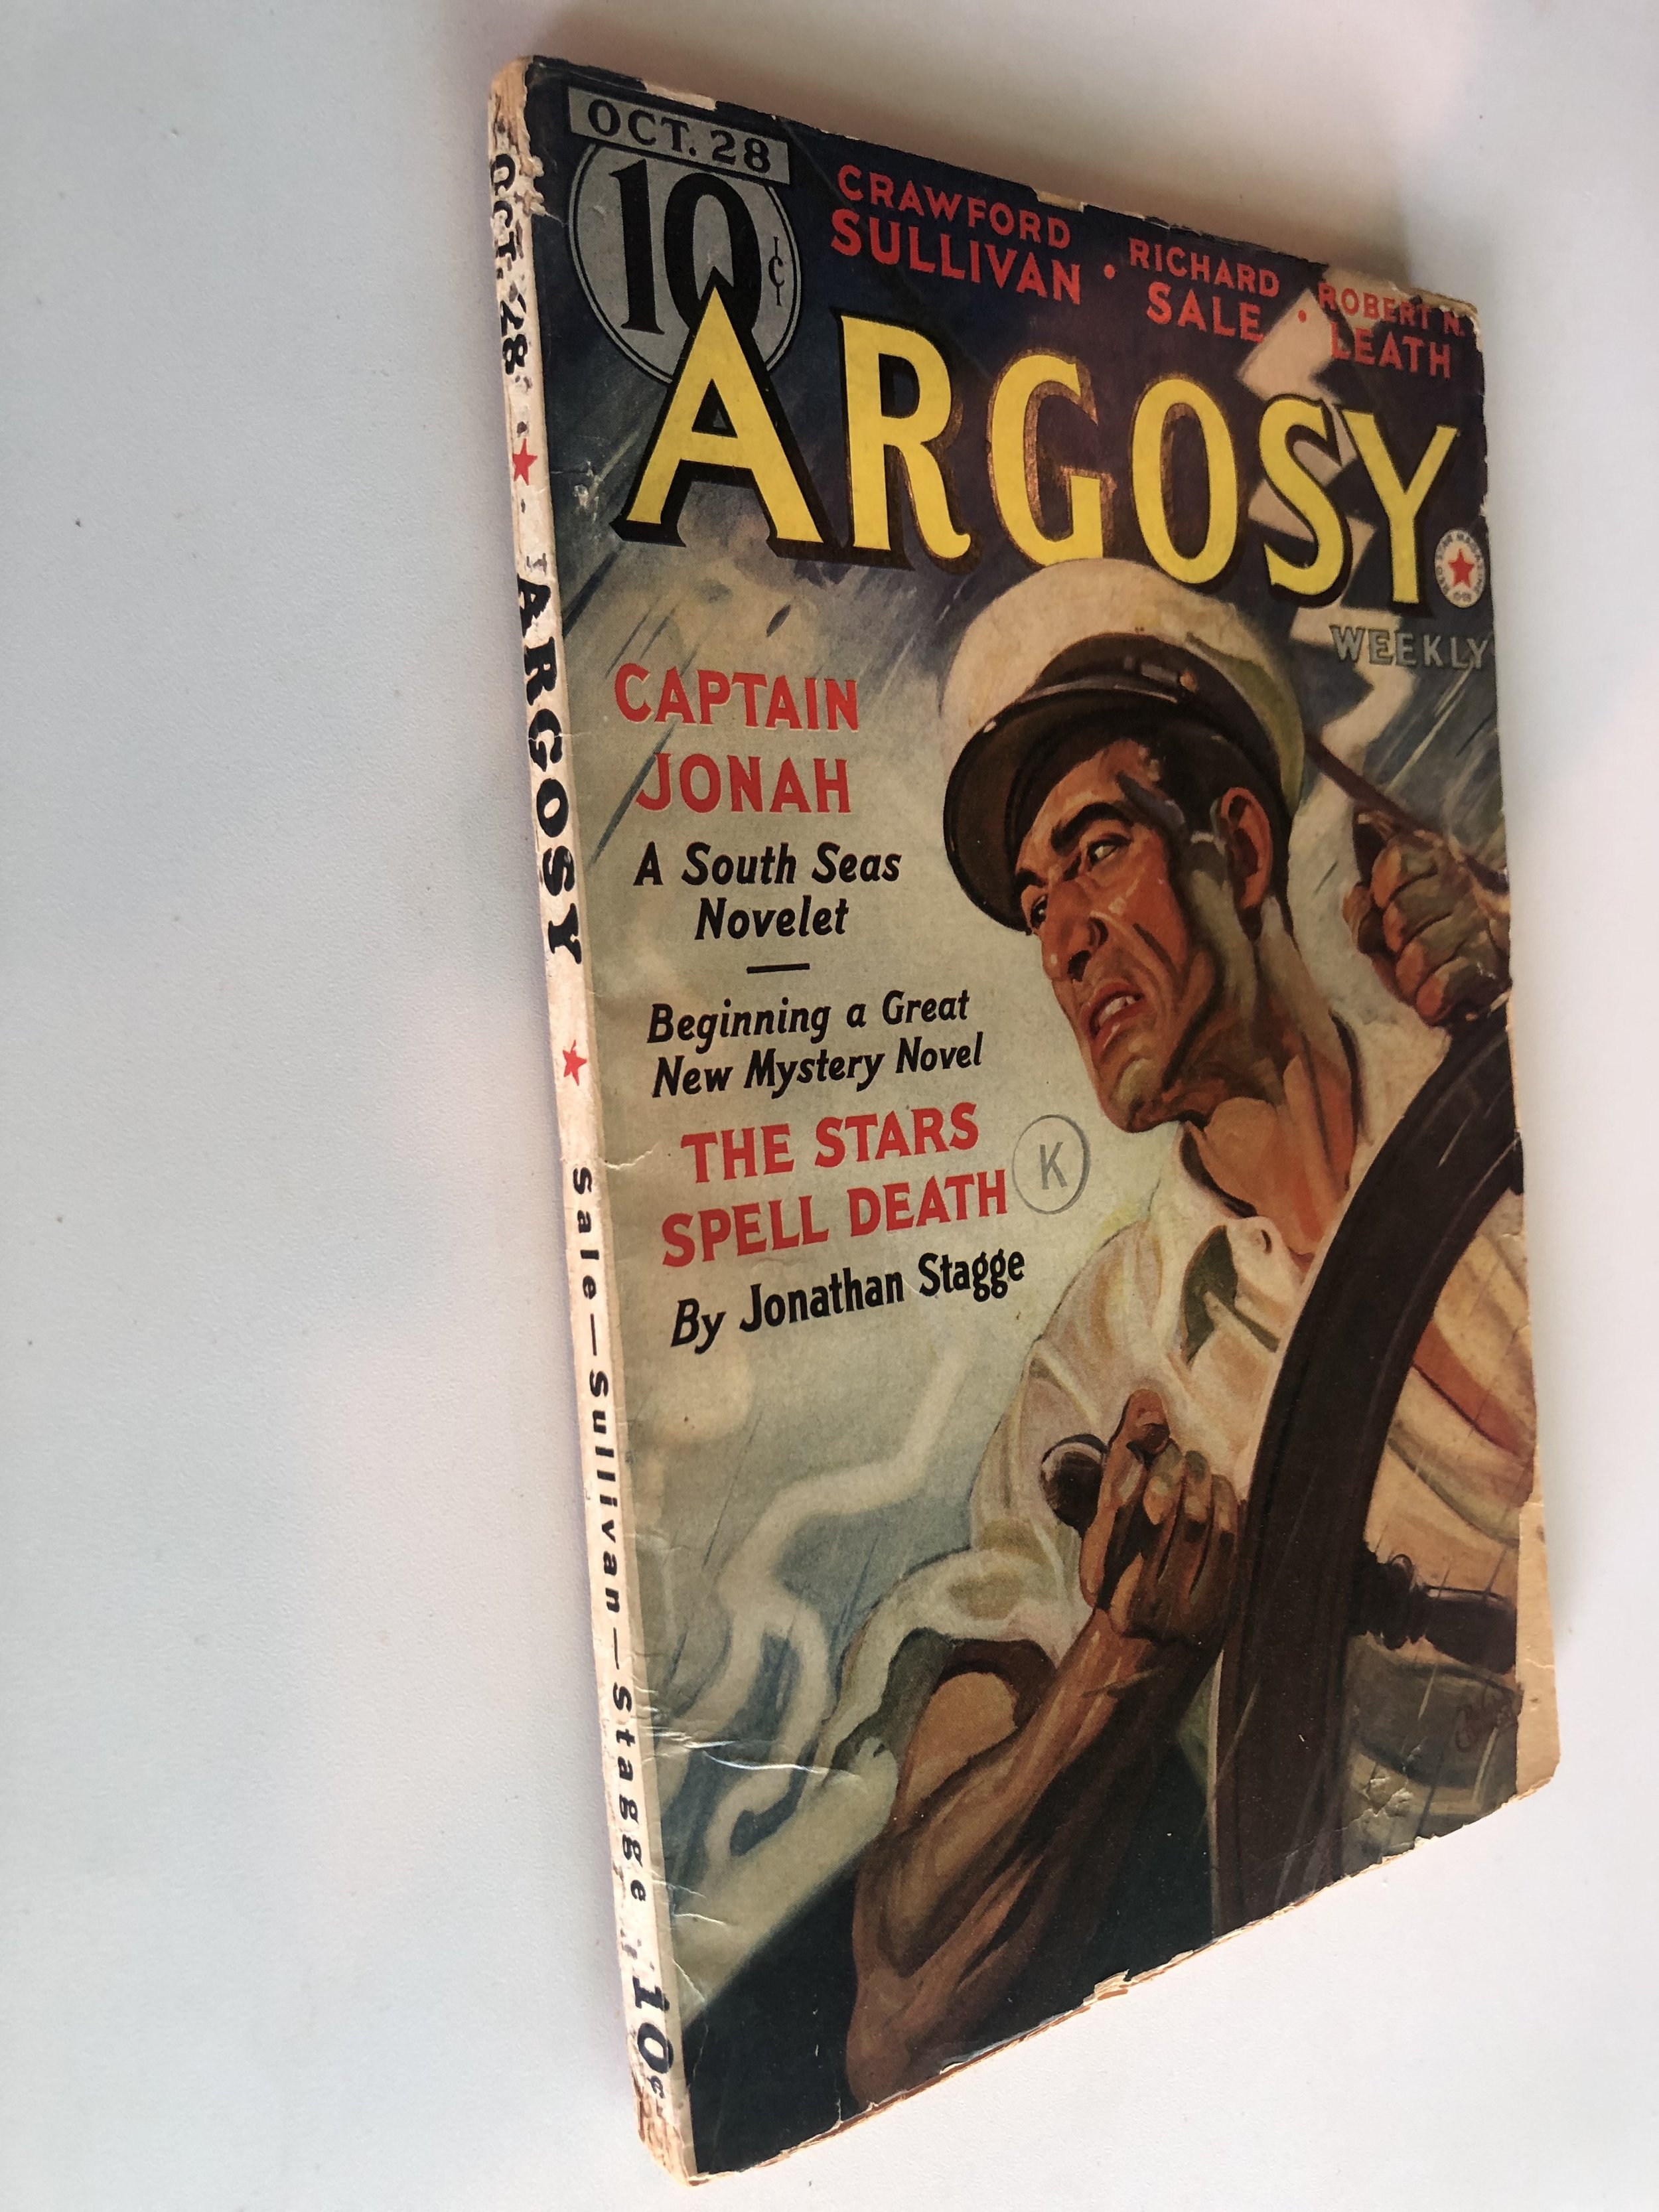 OCT. 28
10¢
CRAWFORD
SULLIVAN
•
RICHARD
SALE
•
ROBERT N.
LEATH
ARGOSY
WEEKLY
CAPTAIN
JONAH
A South Seas
Novelet
—
Beginning a Great
New Mystery Novel
THE STARS
SPELL DEATH
By Jonathan Stagge
K
OCT. 28 ★ ARGOSY ★ Sale—Sullivan—Stagge 10¢